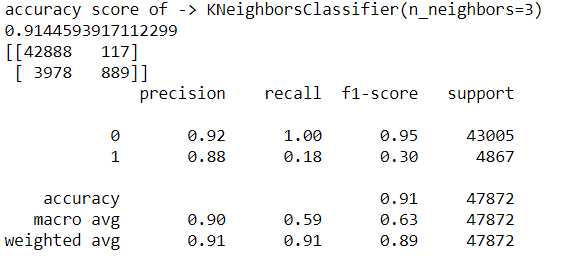 accuracy score of -> KNeighborsClassifier(n_neighbors=3)
0.9144593917112299
[[42888 117]
[ 3978 889]]
precision recall f1-score support
0 0.92 1.00 0.95 43005
1 0.88 0.18 0.30 4867
accuracy 0.91 47872
macro avg 0.90 0.59 0.63 47872
weighted avg 0.91 0.91 0.89 47872